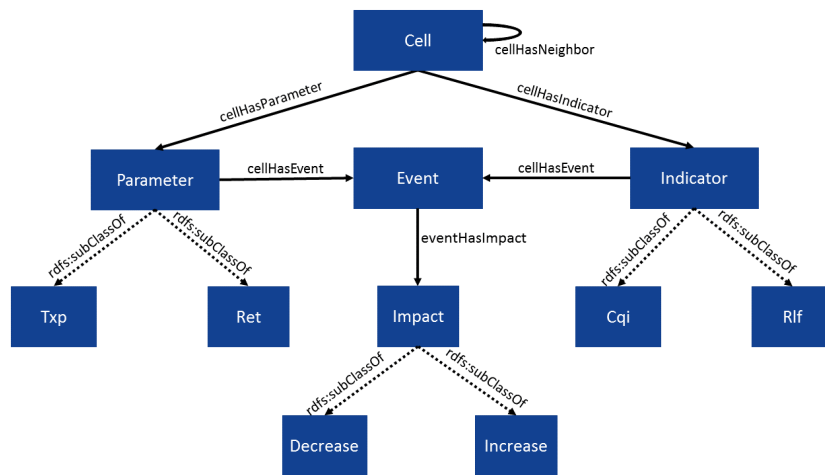 Cell
cellHasNeighbor
cellHasParameter
cellHasIndicator
Parameter
cellHasEvent
Event
cellHasEvent
Indicator
rdfs:subClassOf
rdfs:subClassOf
eventHasImpact
rdfs:subClassOf
rdfs:subClassOf
Txp
Ret
Impact
Cqi
Rlf
rdfs:subClassOf
rdfs:subClassOf
Decrease
Increase